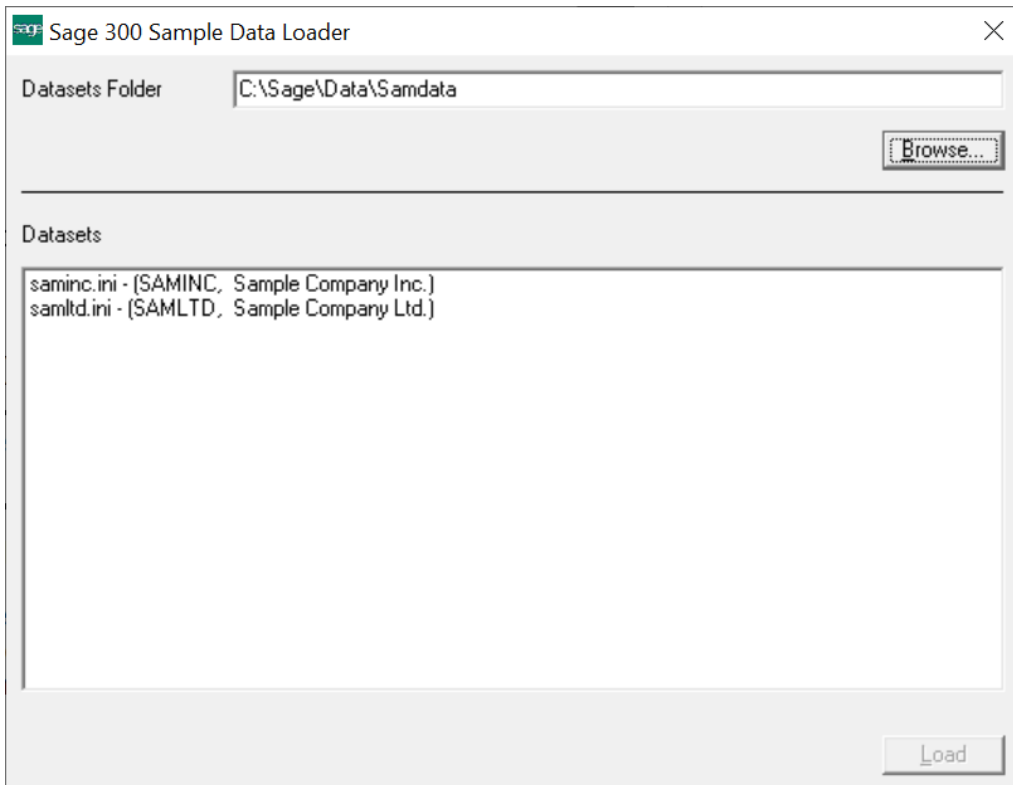 sage Sage 300 Sample Data Loader
Datasets Folder C:\Sage\Data\Samdata
Browse...
Datasets
saminc.ini - (SAMINC, Sample Company Inc.)
samltd.ini - (SAMLTD, Sample Company Ltd.)
Load